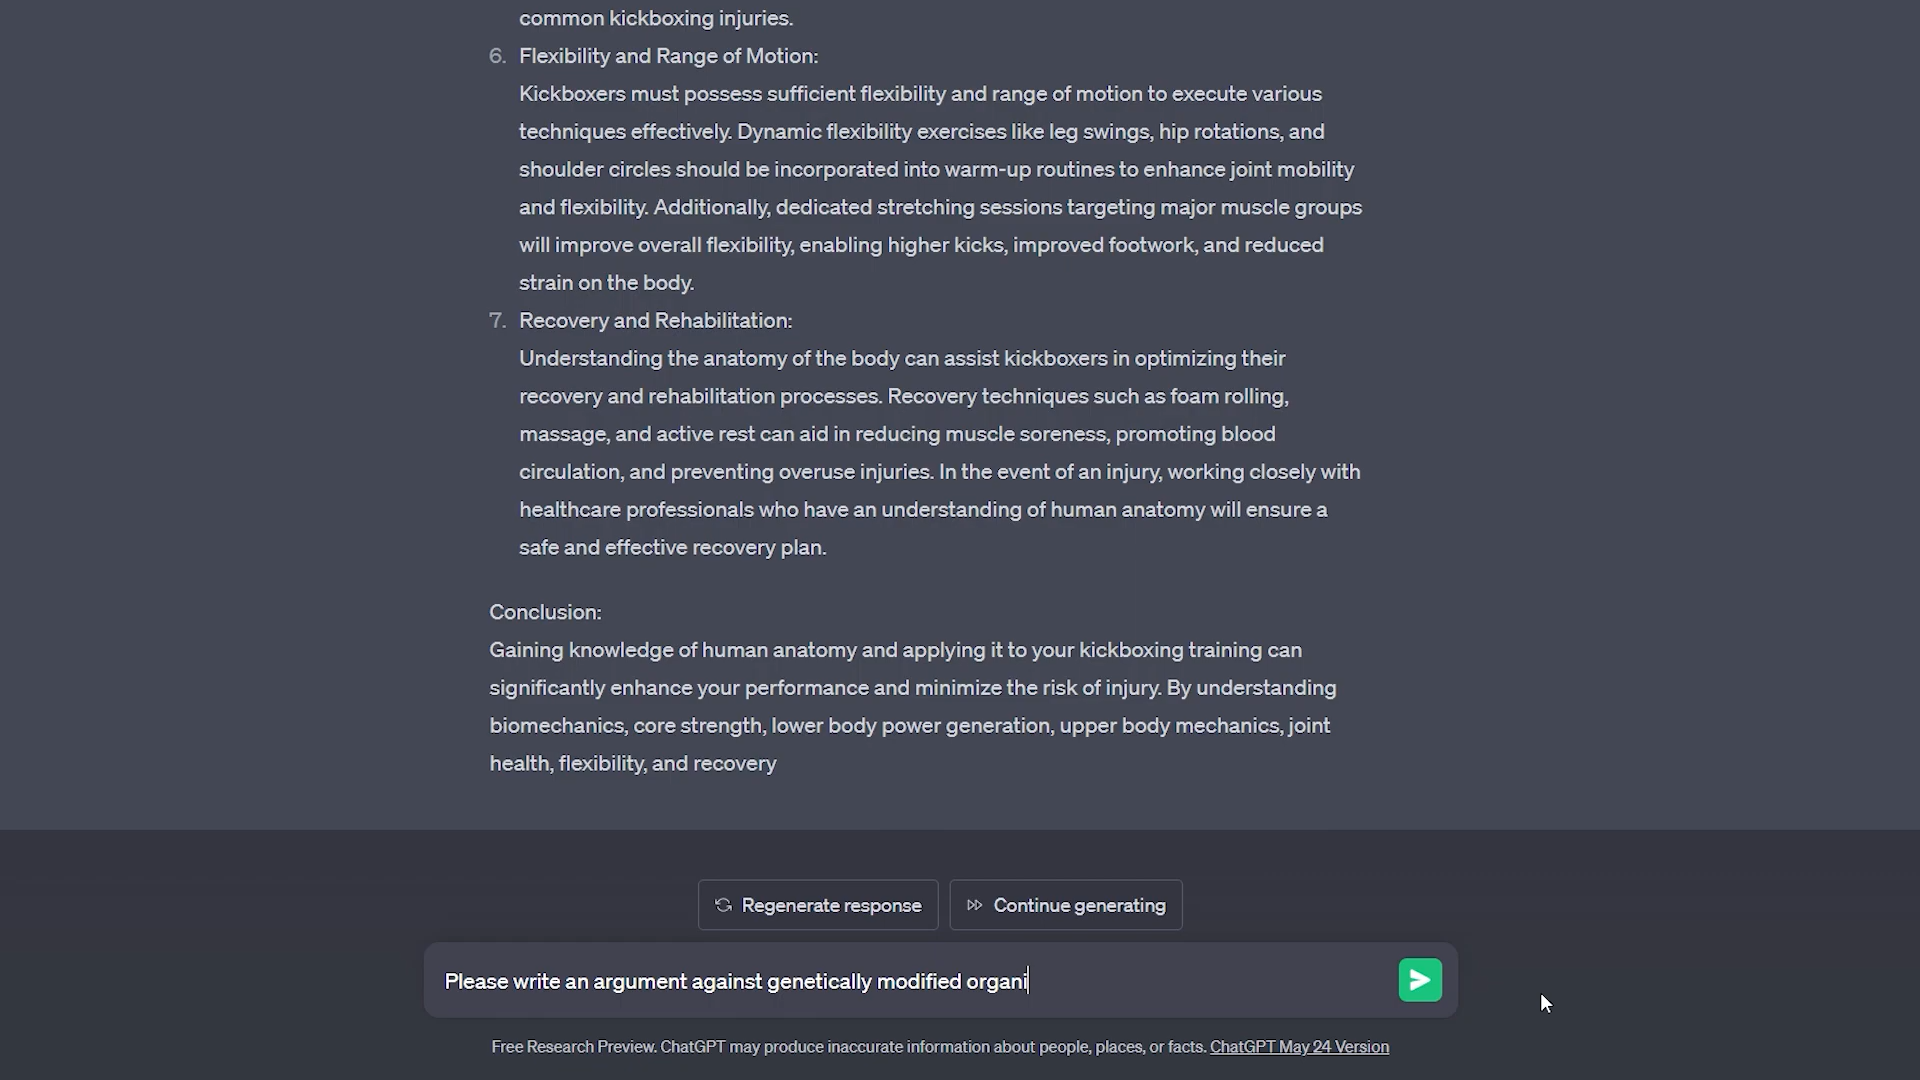 common kickboxing injuries.
6. Flexibility and Range of Motion:
Kickboxers must possess sufficient flexibility and range of motion to execute various
techniques effectively. Dynamic flexibility exercises like leg swings, hip rotations, and
shoulder circles should be incorporated into warm-up routines to enhance joint mobility
and flexibility. Additionally, dedicated stretching sessions targeting major muscle groups
will improve overall flexibility, enabling higher kicks, improved footwork, and reduced
strain on the body.
7. Recovery and Rehabilitation:
Understanding the anatomy of the body can assist kickboxers in optimizing their
recovery and rehabilitation processes. Recovery techniques such as foam rolling,
massage, and active rest can aid in reducing muscle soreness, promoting blood
circulation, and preventing overuse injuries. In the event of an injury, working closely with
healthcare professionals who have an understanding of human anatomy will ensure a
safe and effective recovery plan.
Conclusion:
Gaining knowledge of human anatomy and applying it to your kickboxing training can
significantly enhance your performance and minimize the risk of injury. By understanding
biomechanics, core strength, lower body power generation, upper body mechanics, joint
health, flexibility, and recovery
Regenerate response
Continue generating
Please write an argument against genetically modified organi
Free Research Preview. ChatGPT may produce inaccurate information about people, places, or facts. ChatGPT May 24 Version